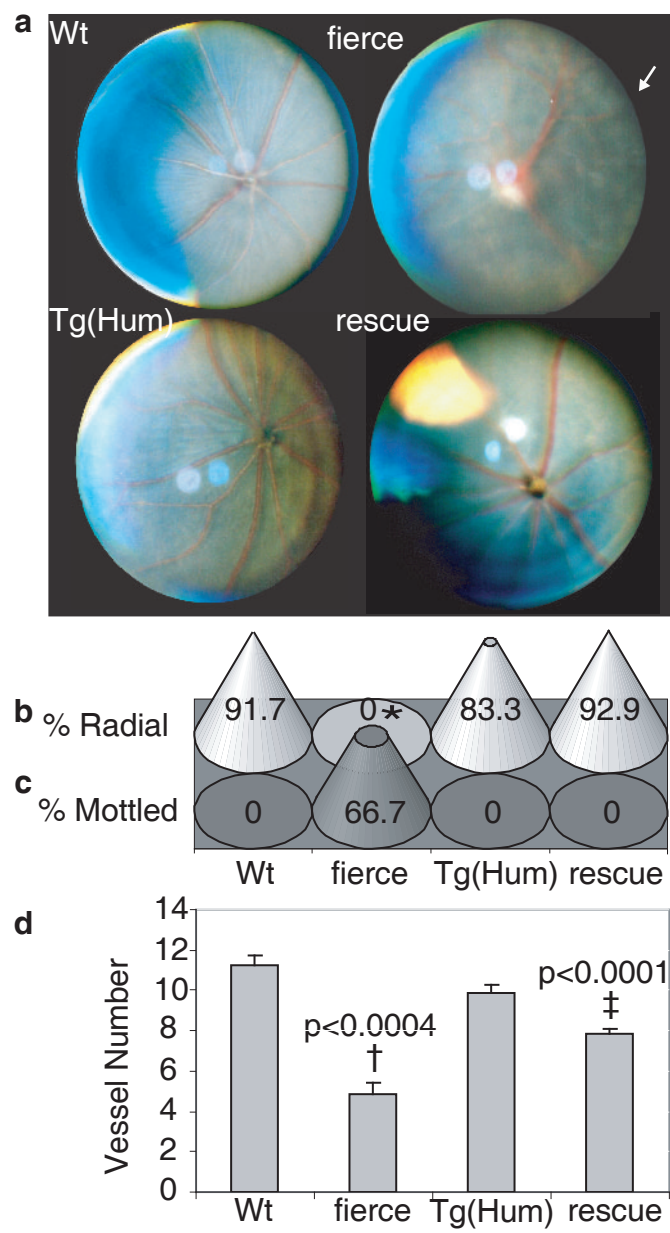 a
Wt fierce
Tg(Hum) rescue
b % Radial 91.7 0* 83.3 92.9
c % Mottled 0 66.7 0 0
Wt fierce Tg(Hum) rescue
d
Vessel Number
14
12
10
8
6
4
2
0
p<0.0004
†
p<0.0001
‡
Wt fierce Tg(Hum) rescue